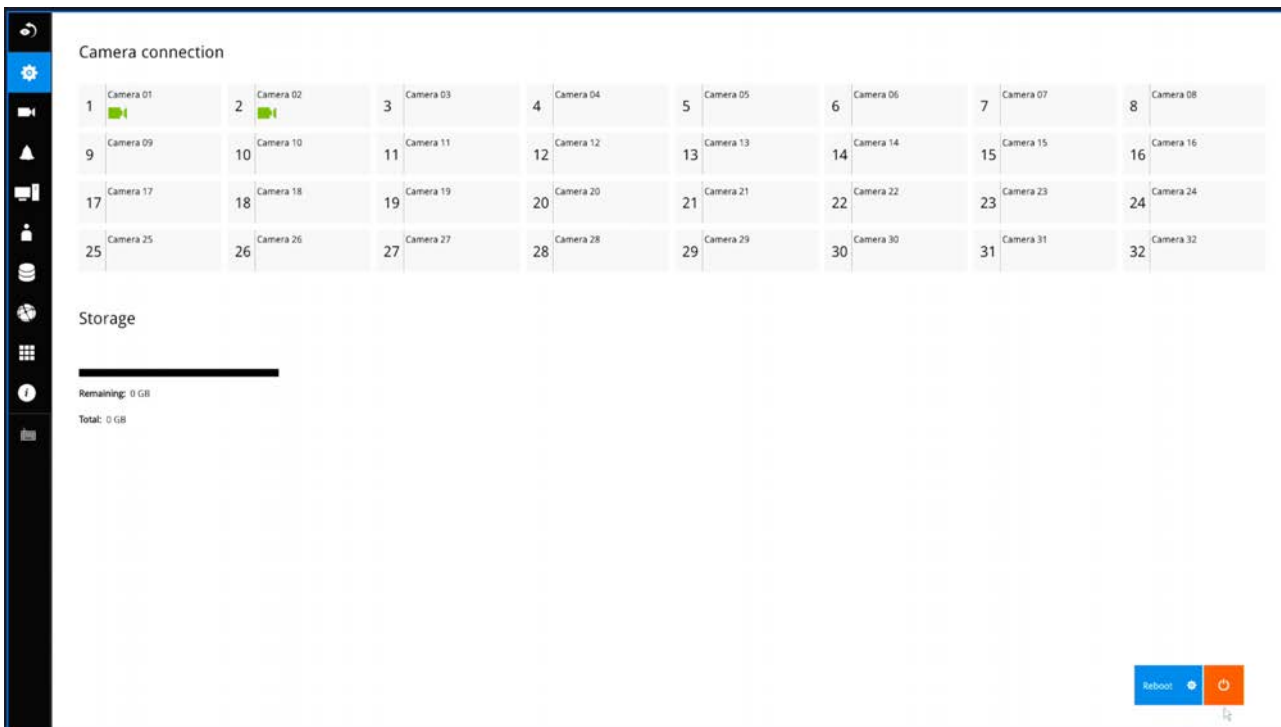 Camera connection
1 Camera 01 2 Camera 02 3 Camera 03 4 Camera 04 5 Camera 05 6 Camera 06 7 Camera 07 8 Camera 08
9 Camera 09 10 Camera 10 11 Camera 11 12 Camera 12 13 Camera 13 14 Camera 14 15 Camera 15 16 Camera 16
17 Camera 17 18 Camera 18 19 Camera 19 20 Camera 20 21 Camera 21 22 Camera 22 23 Camera 23 24 Camera 24
25 Camera 25 26 Camera 26 27 Camera 27 28 Camera 28 29 Camera 29 30 Camera 30 31 Camera 31 32 Camera 32
Storage
Remaining: 0 GB
Total: 0 GB
Reboot